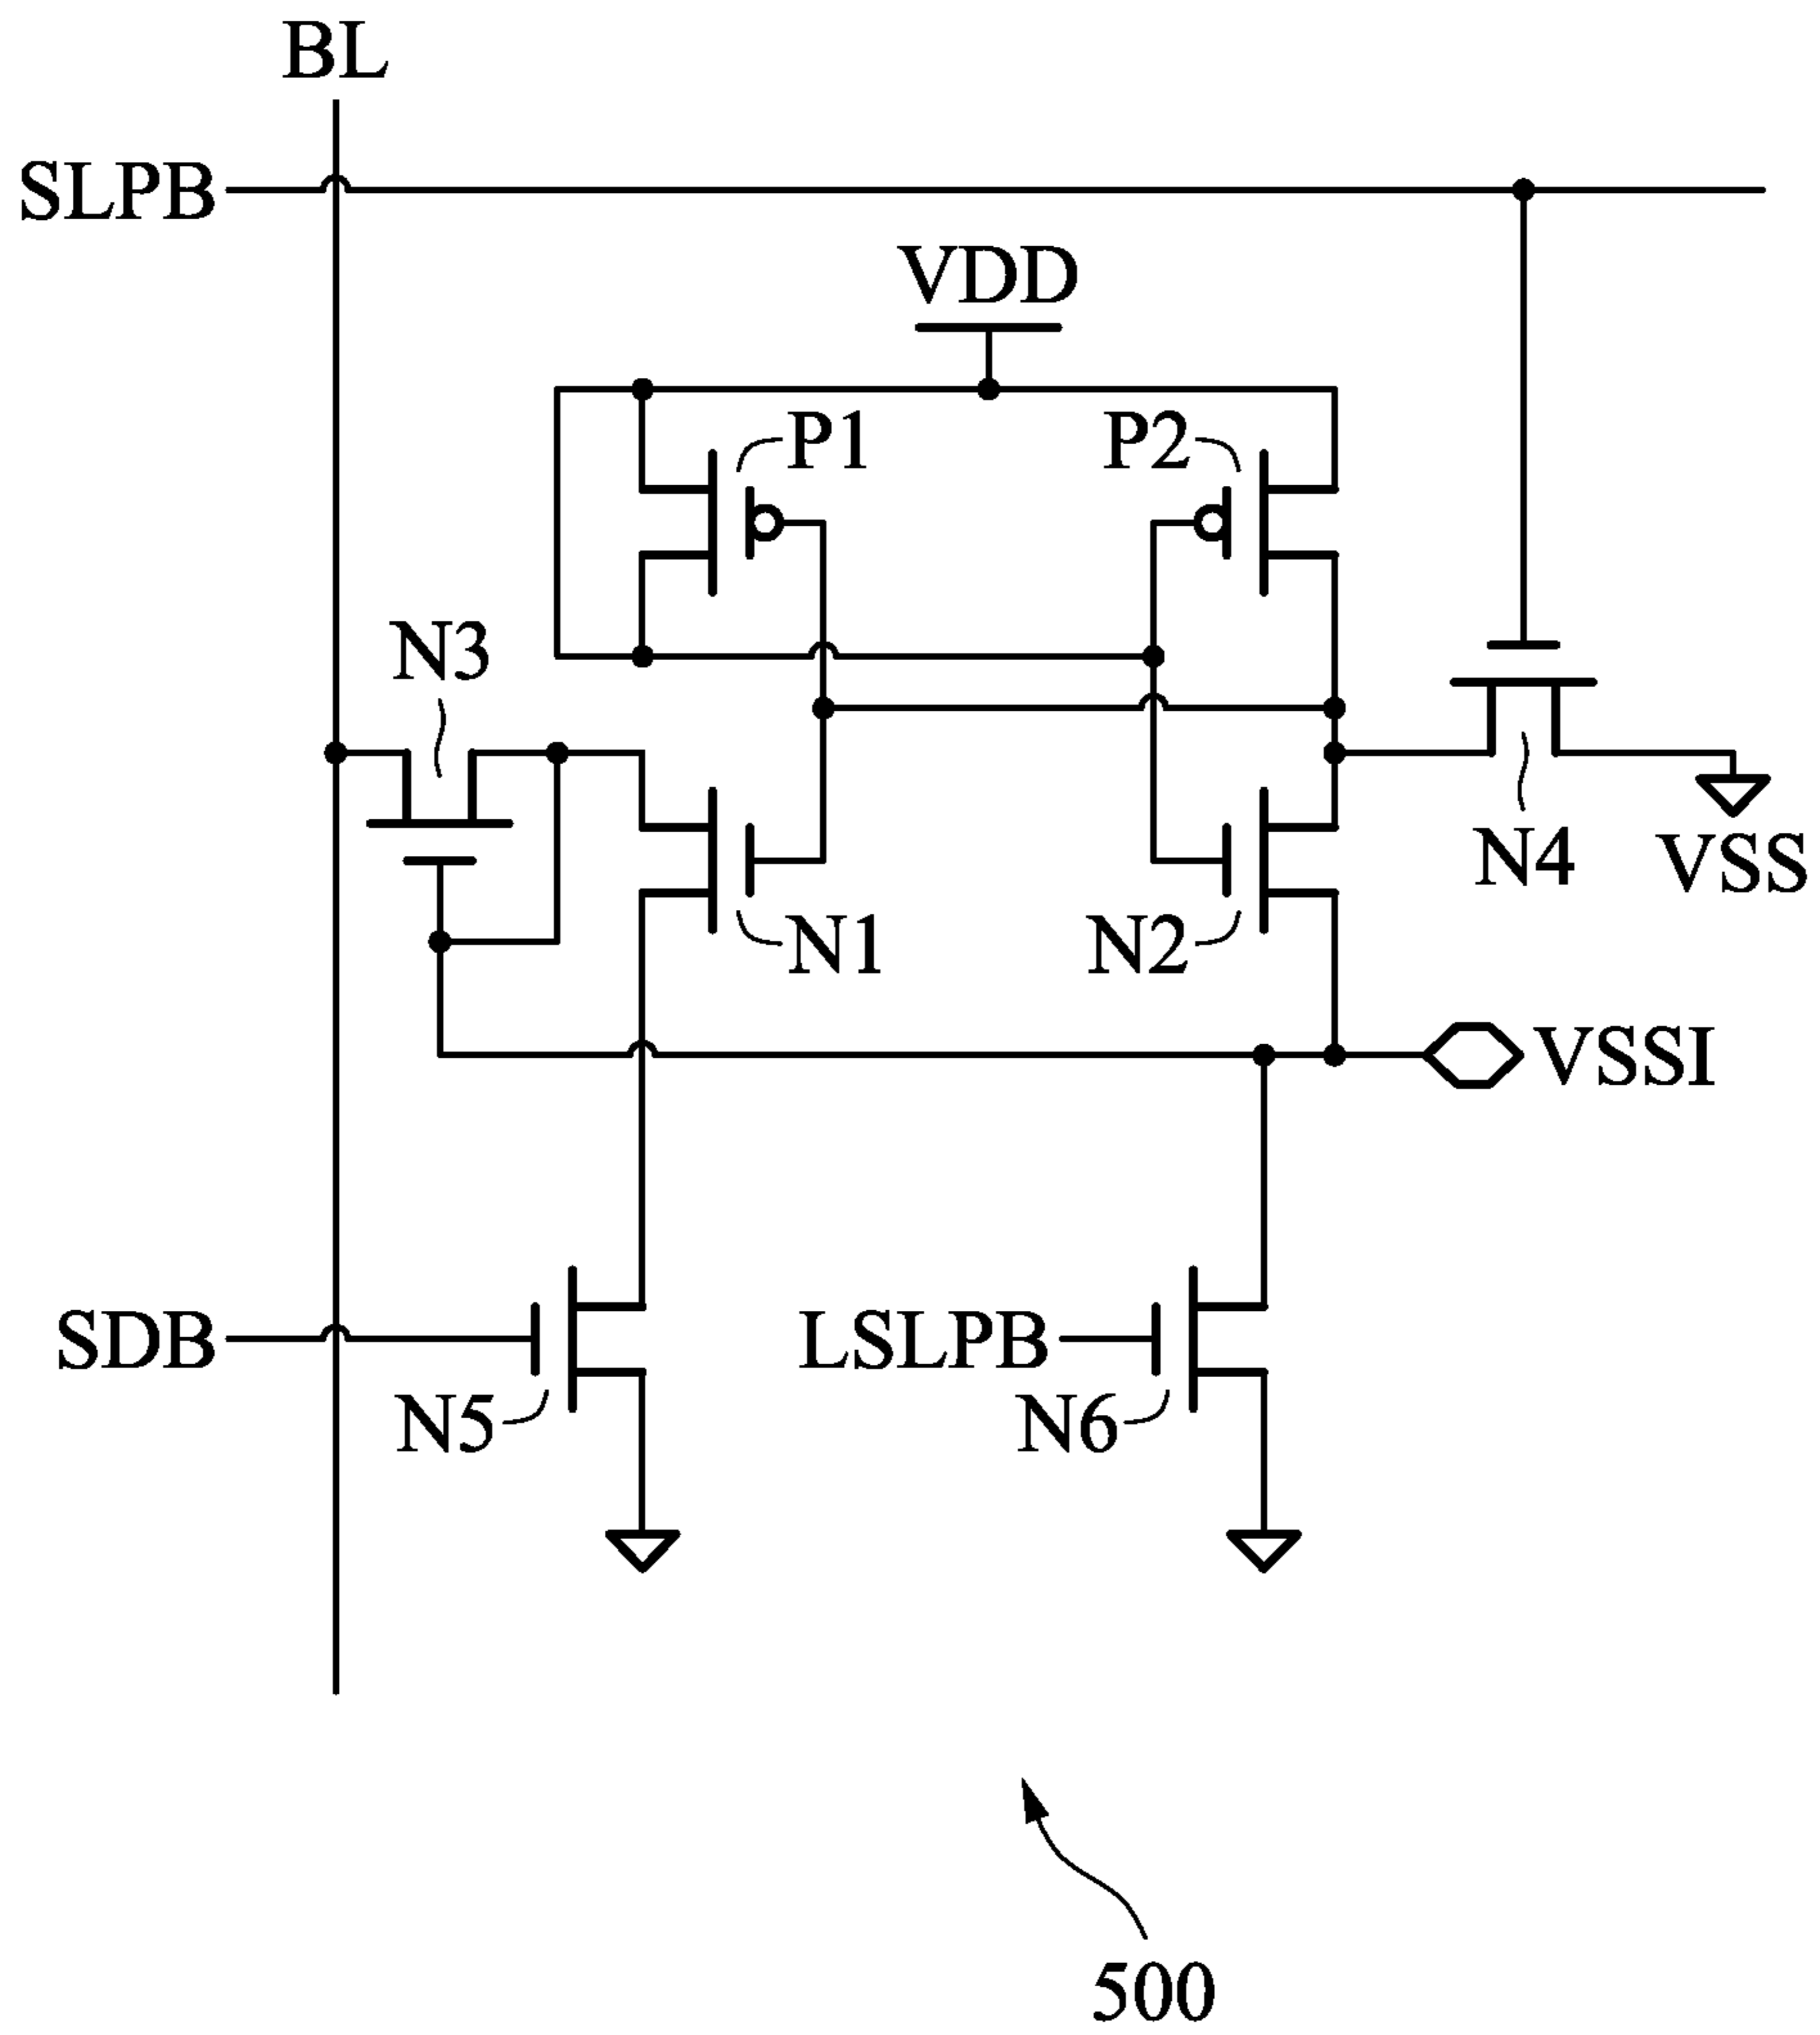 BL
SLPB
VDD
P1
P2
N3
N4
VSS
N1
N2
VSSI
SDB
LSLPB
N5
N6
500